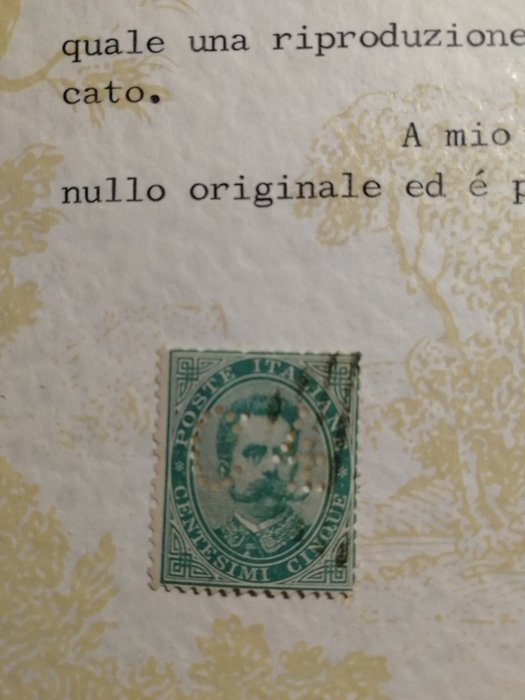 quale una riproduzione
cato.
A mio
nullo originale ed é p
POSTE ITALIANE
* CENTESIMI CINQUE *